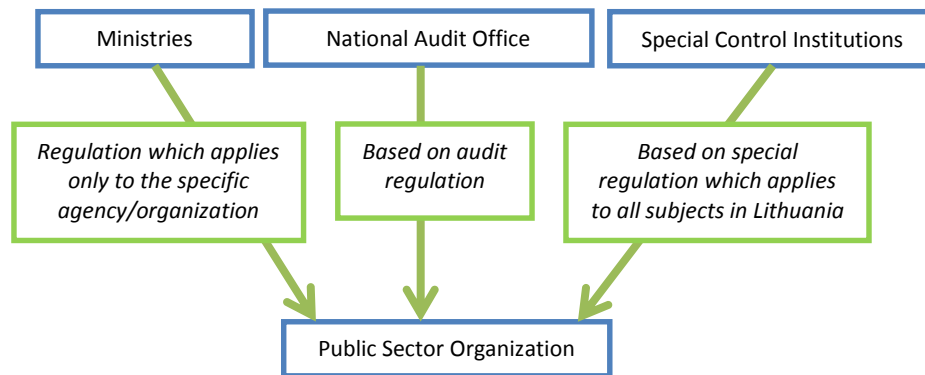 Ministries
National Audit Office
Special Control Institutions
Regulation which applies
only to the specific
agency/organization
Based on audit
regulation
Based on special
regulation which applies
to all subjects in Lithuania
Public Sector Organization